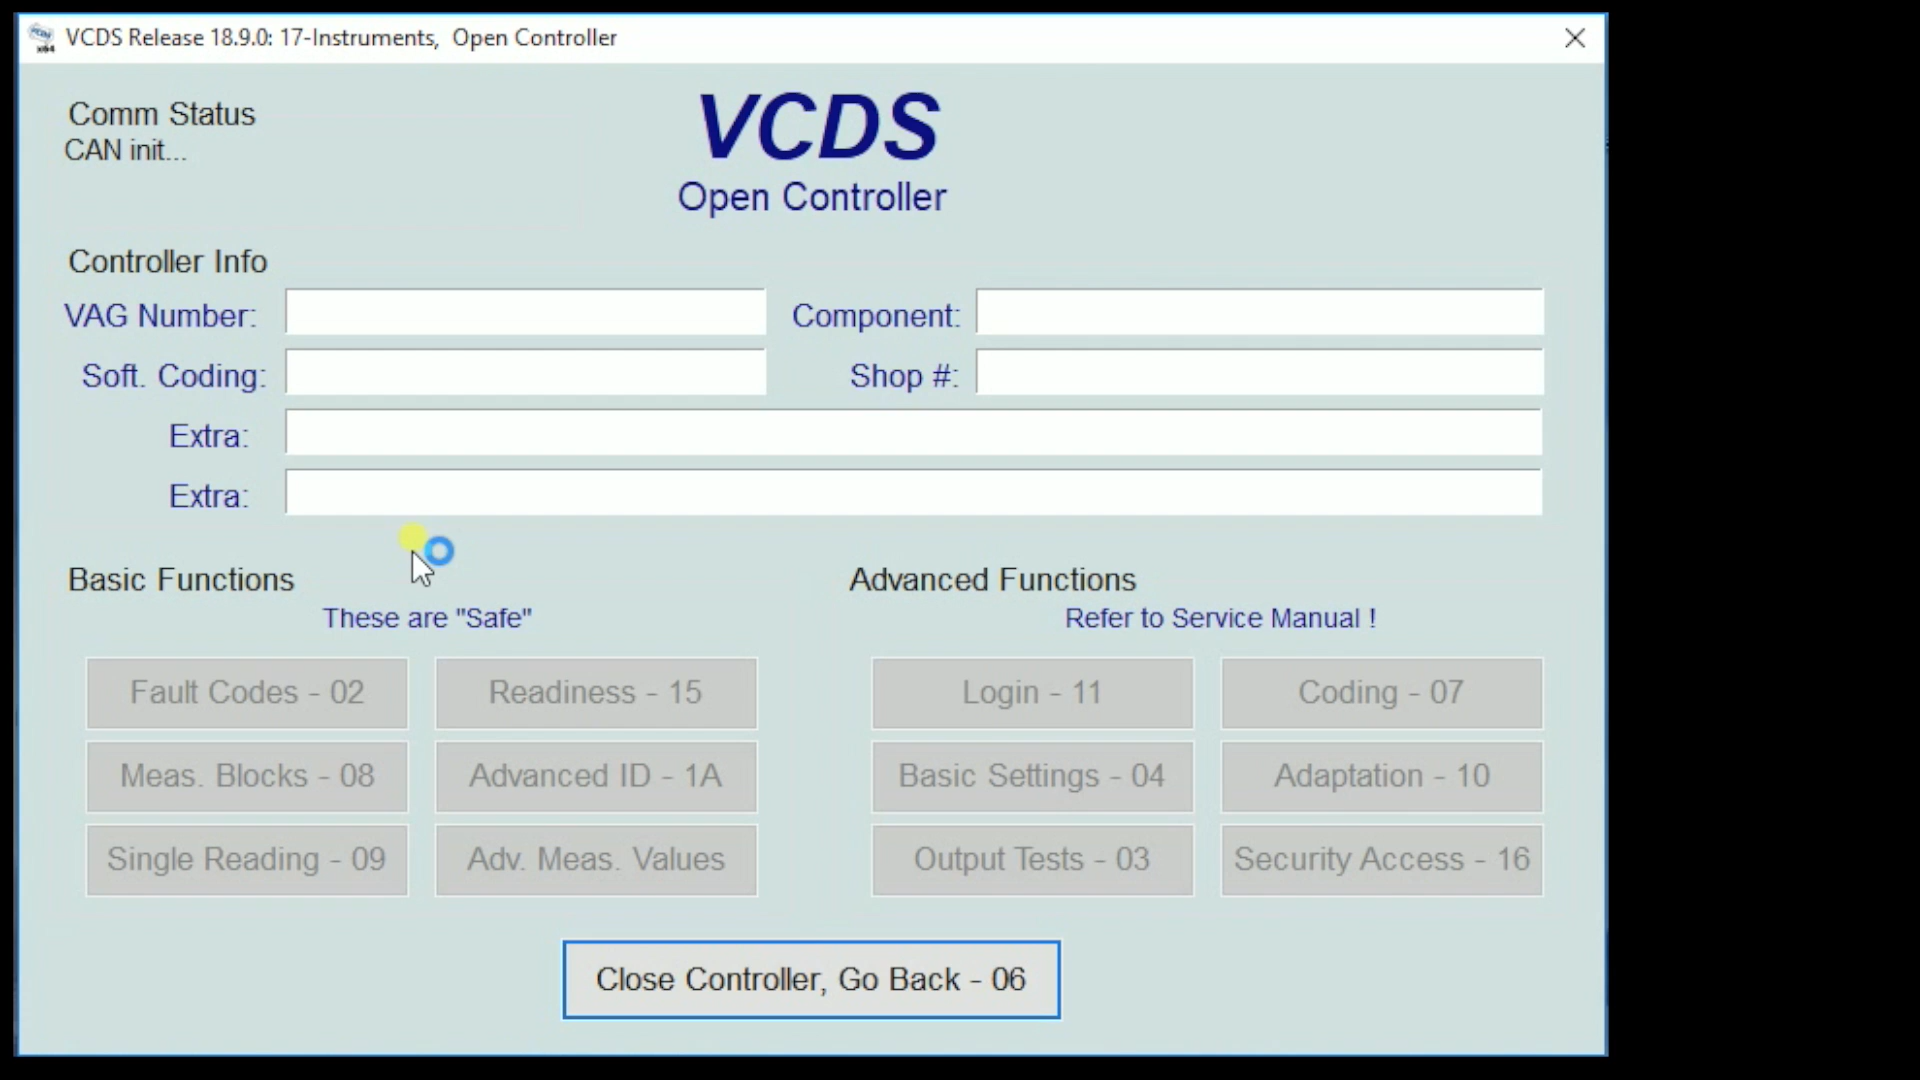 VCDS Release 18.9.0: 17-Instruments, Open Controller
Comm Status
CAN init...
VCDS
Open Controller
Controller Info
VAG Number:
Component:
Soft. Coding:
Shop #:
Extra:
Extra:
Basic Functions
These are "Safe"
Advanced Functions
Refer to Service Manual !
Fault Codes - 02
Readiness - 15
Login - 11
Coding - 07
Meas. Blocks - 08
Advanced ID - 1A
Basic Settings - 04
Adaptation - 10
Single Reading - 09
Adv. Meas. Values
Output Tests - 03
Security Access - 16
Close Controller, Go Back - 06